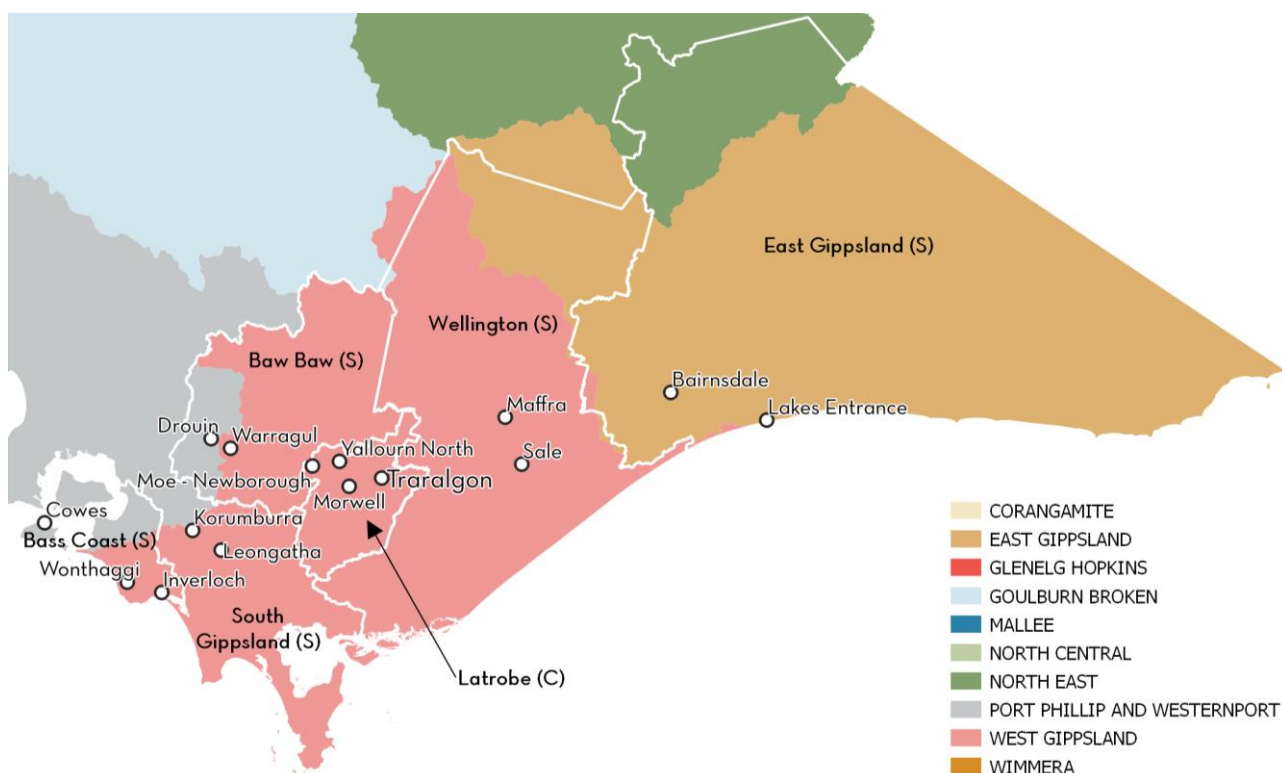 East Gippsland (S)
Wellington (S)
Baw Baw (S)
Bairnsdale
Maffra
Lakes Entrance
Drouin
Warragul
Yallourn North
Sale
Moe - Newborough
Traralgon
Morwell
Cowes
Korumburra
Bass Coast (S)
Leongatha
Wonthaggi
Inverloch
South
Gippsland (S)
Latrobe (C)
CORANGAMITE
EAST GIPPSLAND
GLENELG HOPKINS
GOULBURN BROKEN
MALLEE
NORTH CENTRAL
NORTH EAST
PORT PHILLIP AND WESTERNPORT
WEST GIPPSLAND
WIMMERA